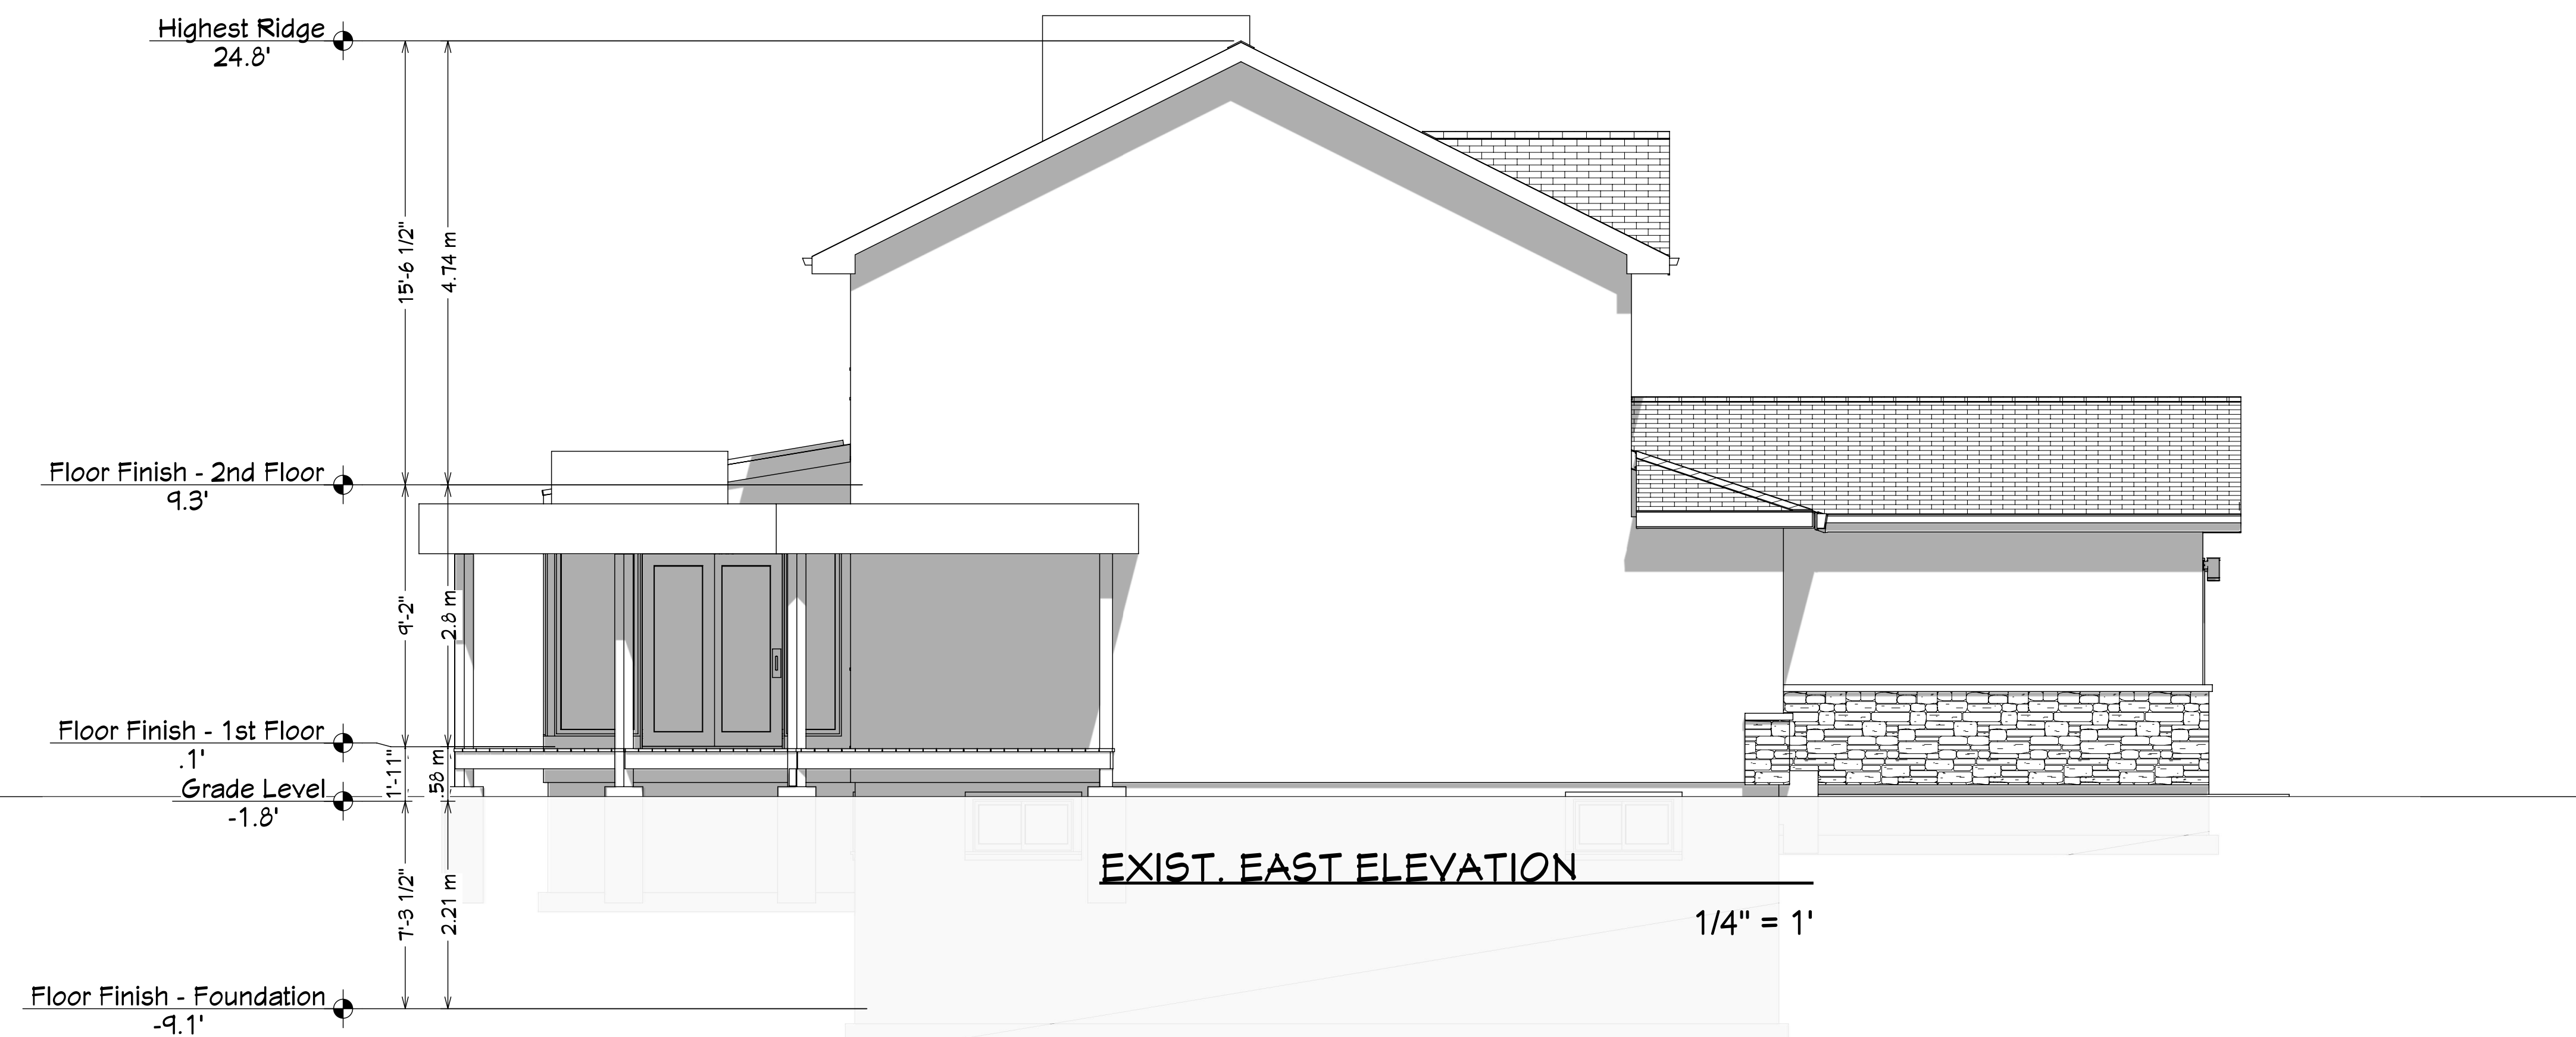 Highest Ridge
24.8'
15'-6 1/2"
4.74 m
Floor Finish - 2nd Floor
9.3'
9'-2"
2.8 m
Floor Finish - 1st Floor
.1'
1'-11"
.58 m
Grade Level
-1.8'
7'-3 1/2"
2.21 m
Floor Finish - Foundation
-9.1'
EXIST. EAST ELEVATION
1/4" = 1'